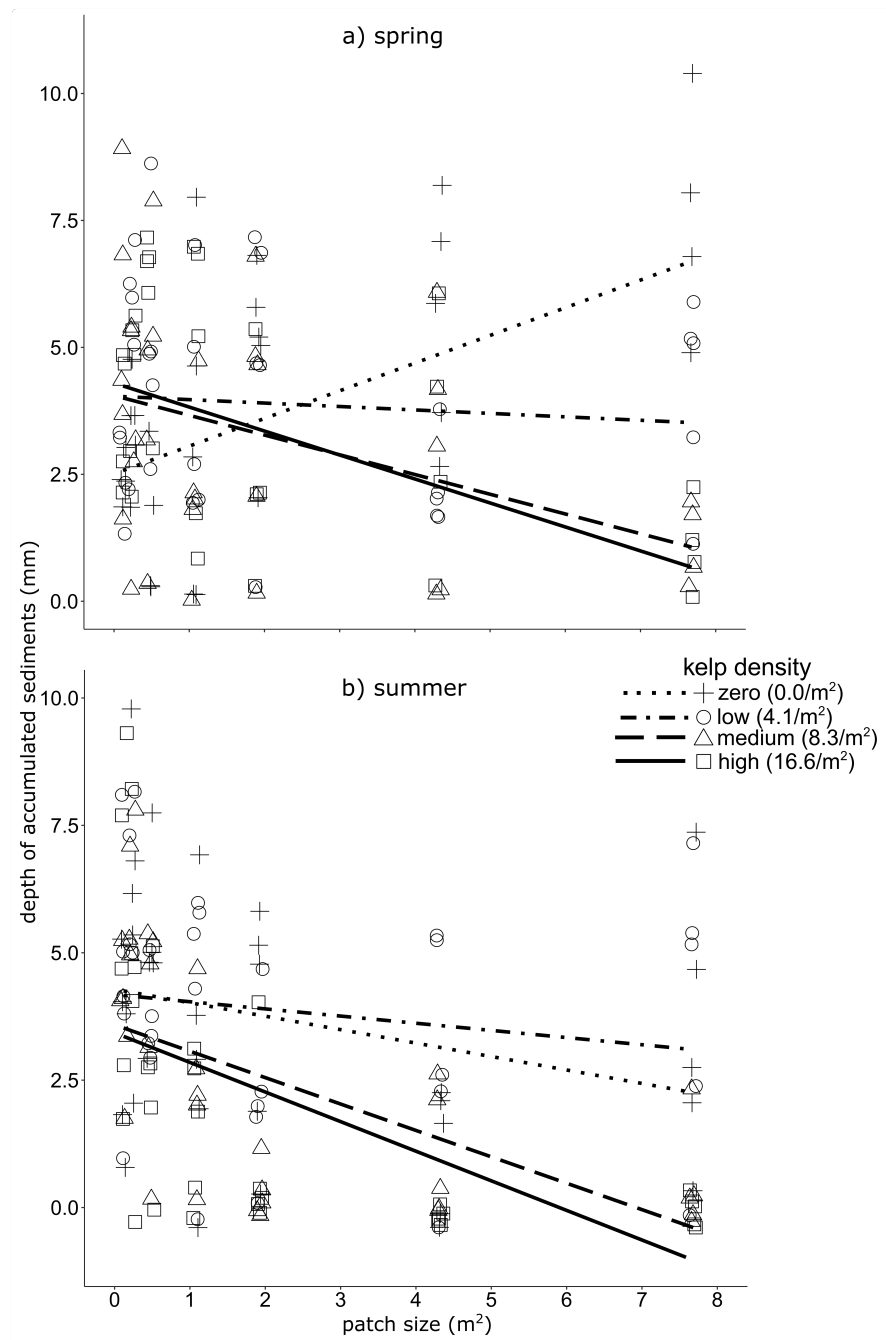 a) spring
10.0
7.5
5.0
2.5
0.0
depth of accumulated sediments (mm)
b) summer
kelp density
zero (0.0/m²)
low (4.1/m²)
medium (8.3/m²)
high (16.6/m²)
10.0
7.5
5.0
2.5
0.0
0 1 2 3 4 5 6 7 8
patch size (m²)